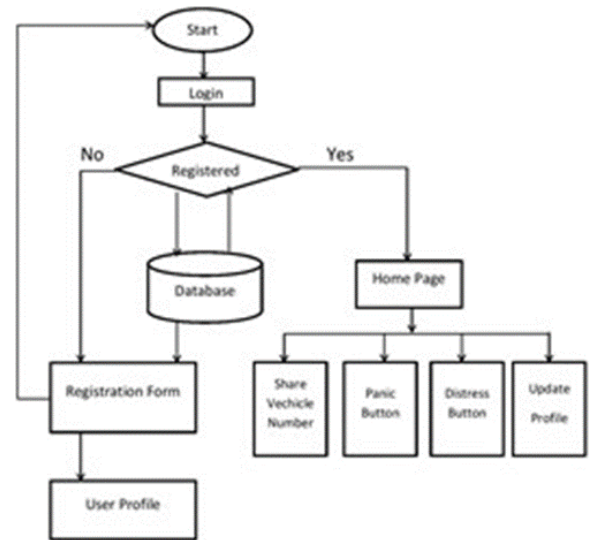 Start
Login
No
Registered
Yes
Database
Home Page
Registration Form
Share
Vechicle
Number
Panic
Button
Distress
Button
Update
Profile
User Profile